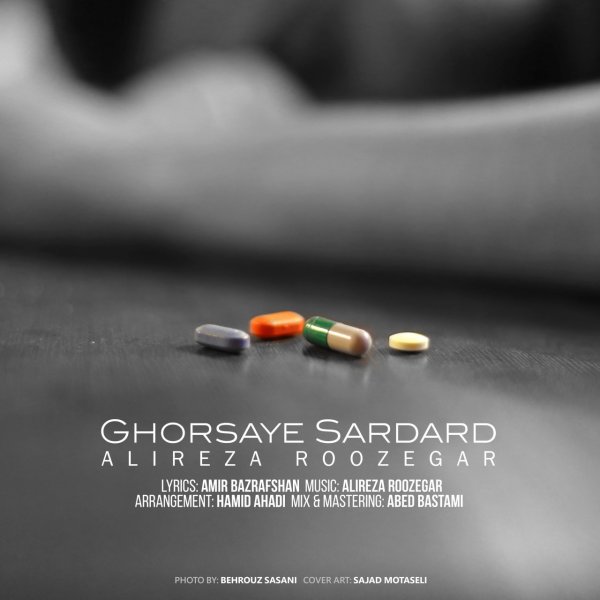 GHORSAYE SARDARD
ALIREZA ROOZEGAR
LYRICS: AMIR BAZRAFSHAN MUSIC: ALIREZA ROOZEGAR
ARRANGEMENT: HAMID AHADI MIX & MASTERING: ABED BASTAMI
PHOTO BY: BEHROUZ SASANI COVER ART: SAJAD MOTASELI